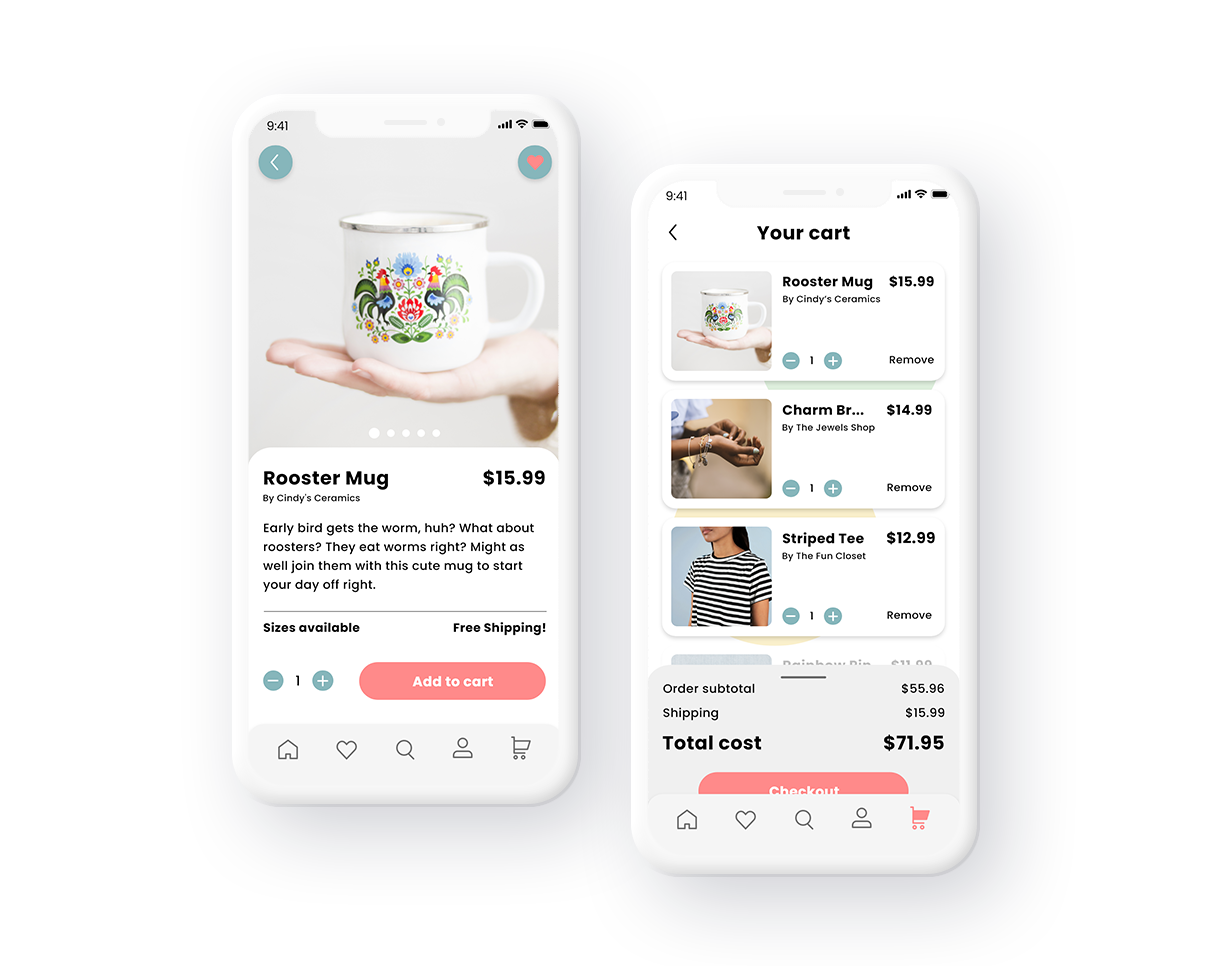 9:41
Rooster Mug $15.99
By Cindy's Ceramics
Early bird gets the worm, huh? What about
roosters? They eat worms right? Might as
well join them with this cute mug to start
your day off right.
Sizes available Free Shipping!
1 Add to cart
9:41
Your cart
Rooster Mug $15.99
By Cindy's Ceramics
1 Remove
Charm Br... $14.99
By The Jewels Shop
1 Remove
Striped Tee $12.99
By The Fun Closet
1 Remove
Rainbow Pin $11.99
Order subtotal $55.96
Shipping $15.99
Total cost $71.95
Checkout